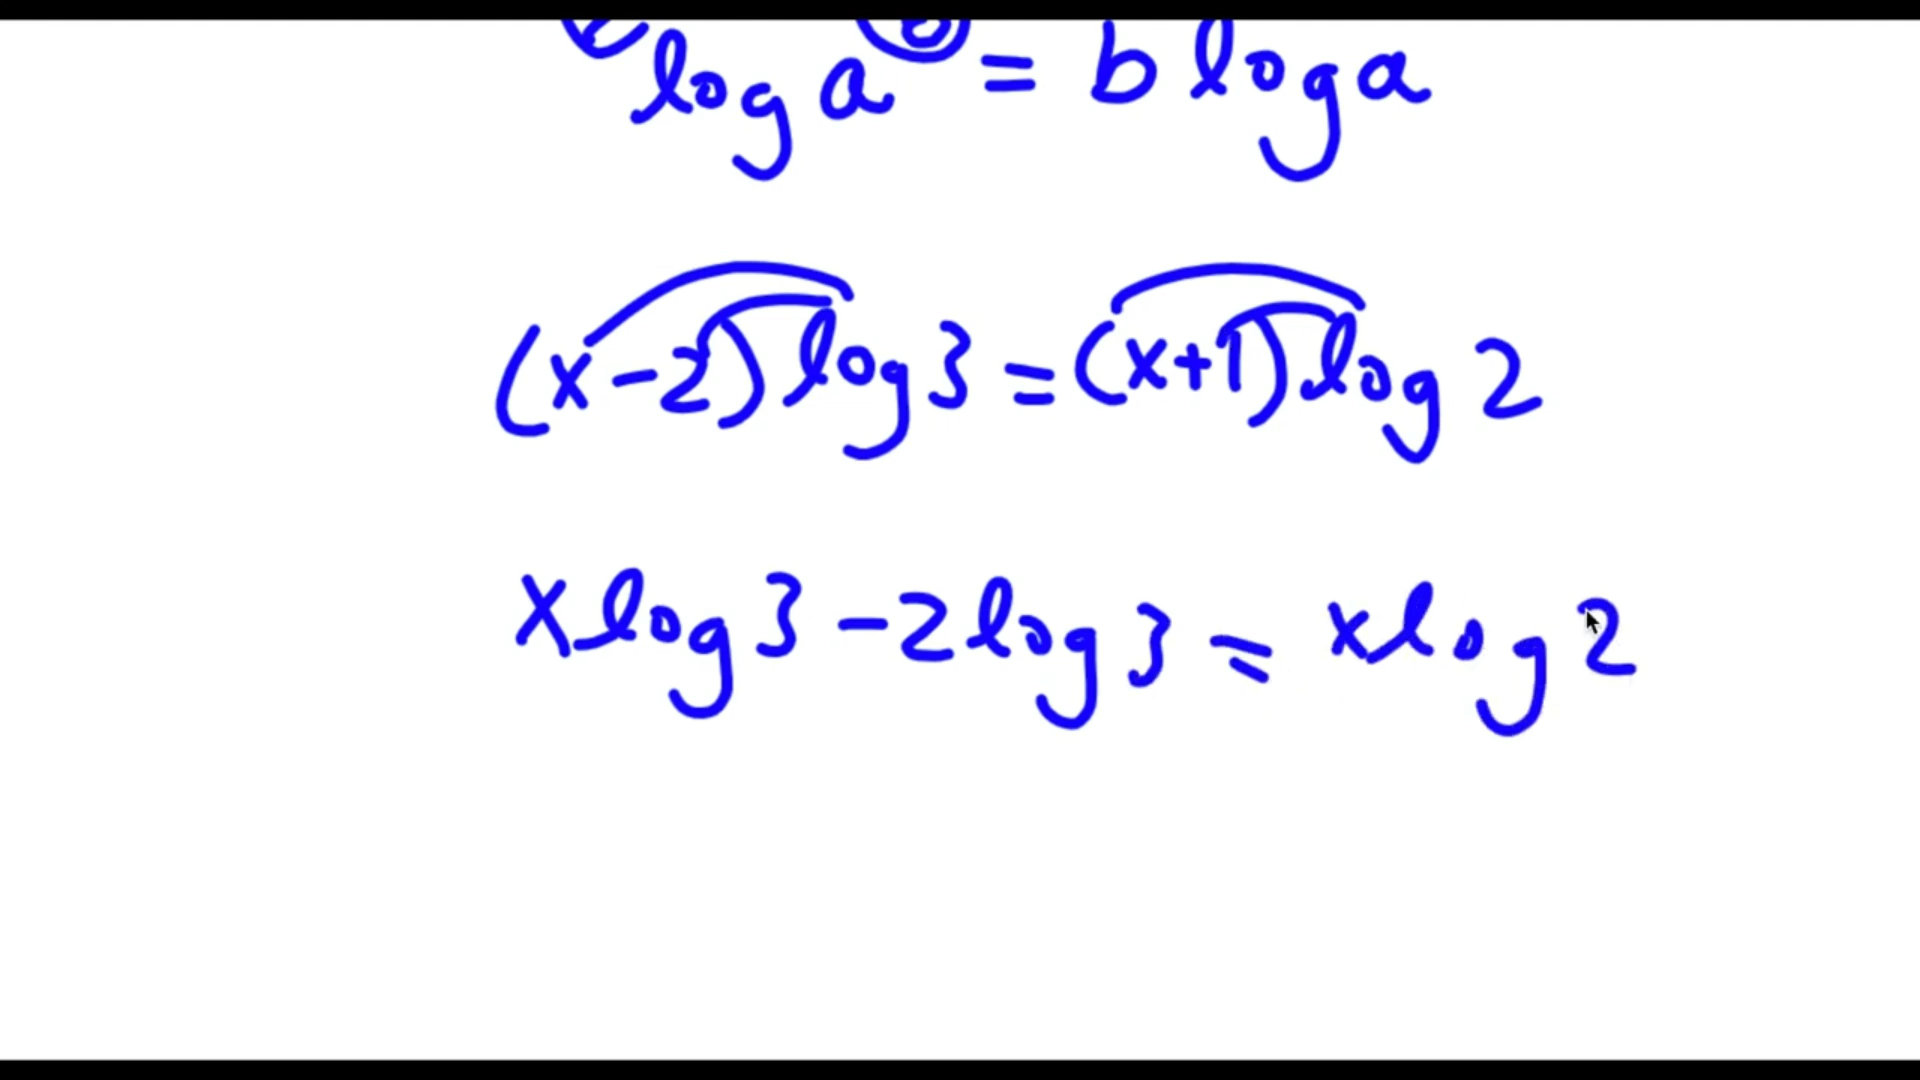 log a^b = b log a
(x-2) log 3 = (x+1) log 2
x log 3 - 2 log 3 = x log 2